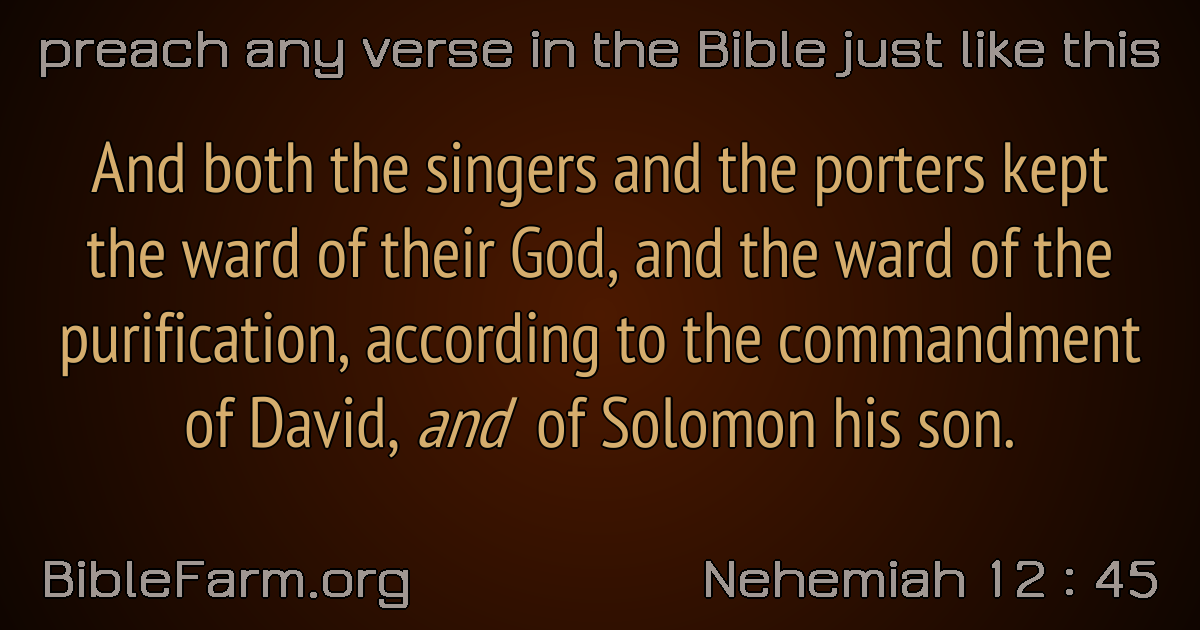 preach any verse in the Bible just like this
And both the singers and the porters kept
the ward of their God, and the ward of the
purification, according to the commandment
of David, and of Solomon his son.
BibleFarm.org
Nehemiah 12 : 45